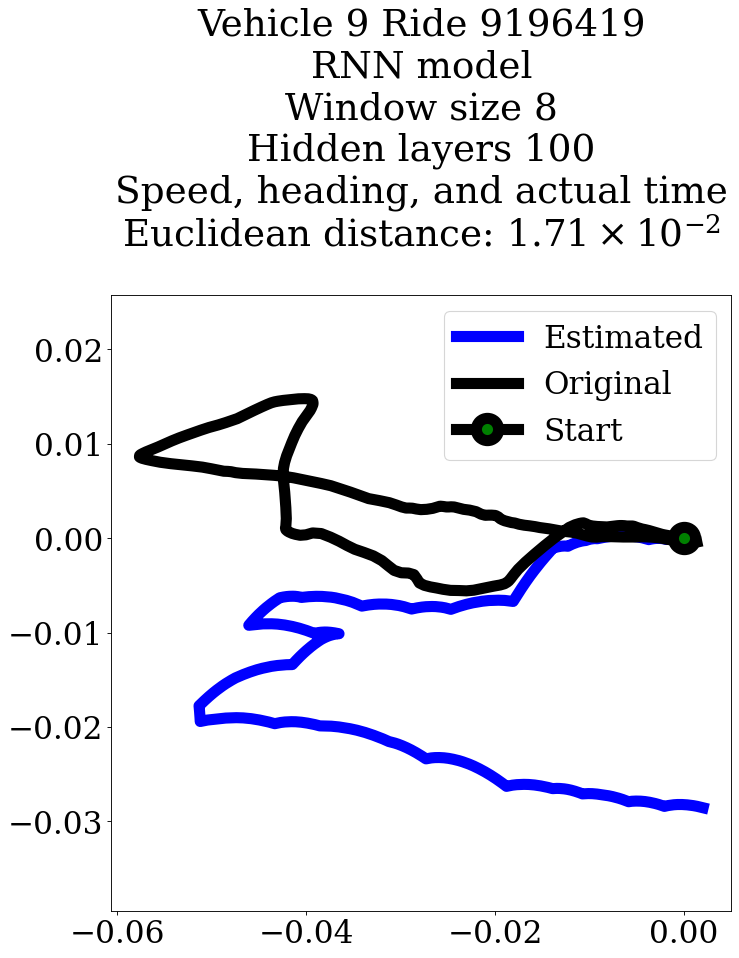 Vehicle 9 Ride 9196419
RNN model
Window size 8
Hidden layers 100
Speed, heading, and actual time
Euclidean distance: 1.71 × 10⁻²
Estimated
Original
Start
0.02
0.01
0.00
−0.01
−0.02
−0.03
−0.06 −0.04 −0.02 0.00